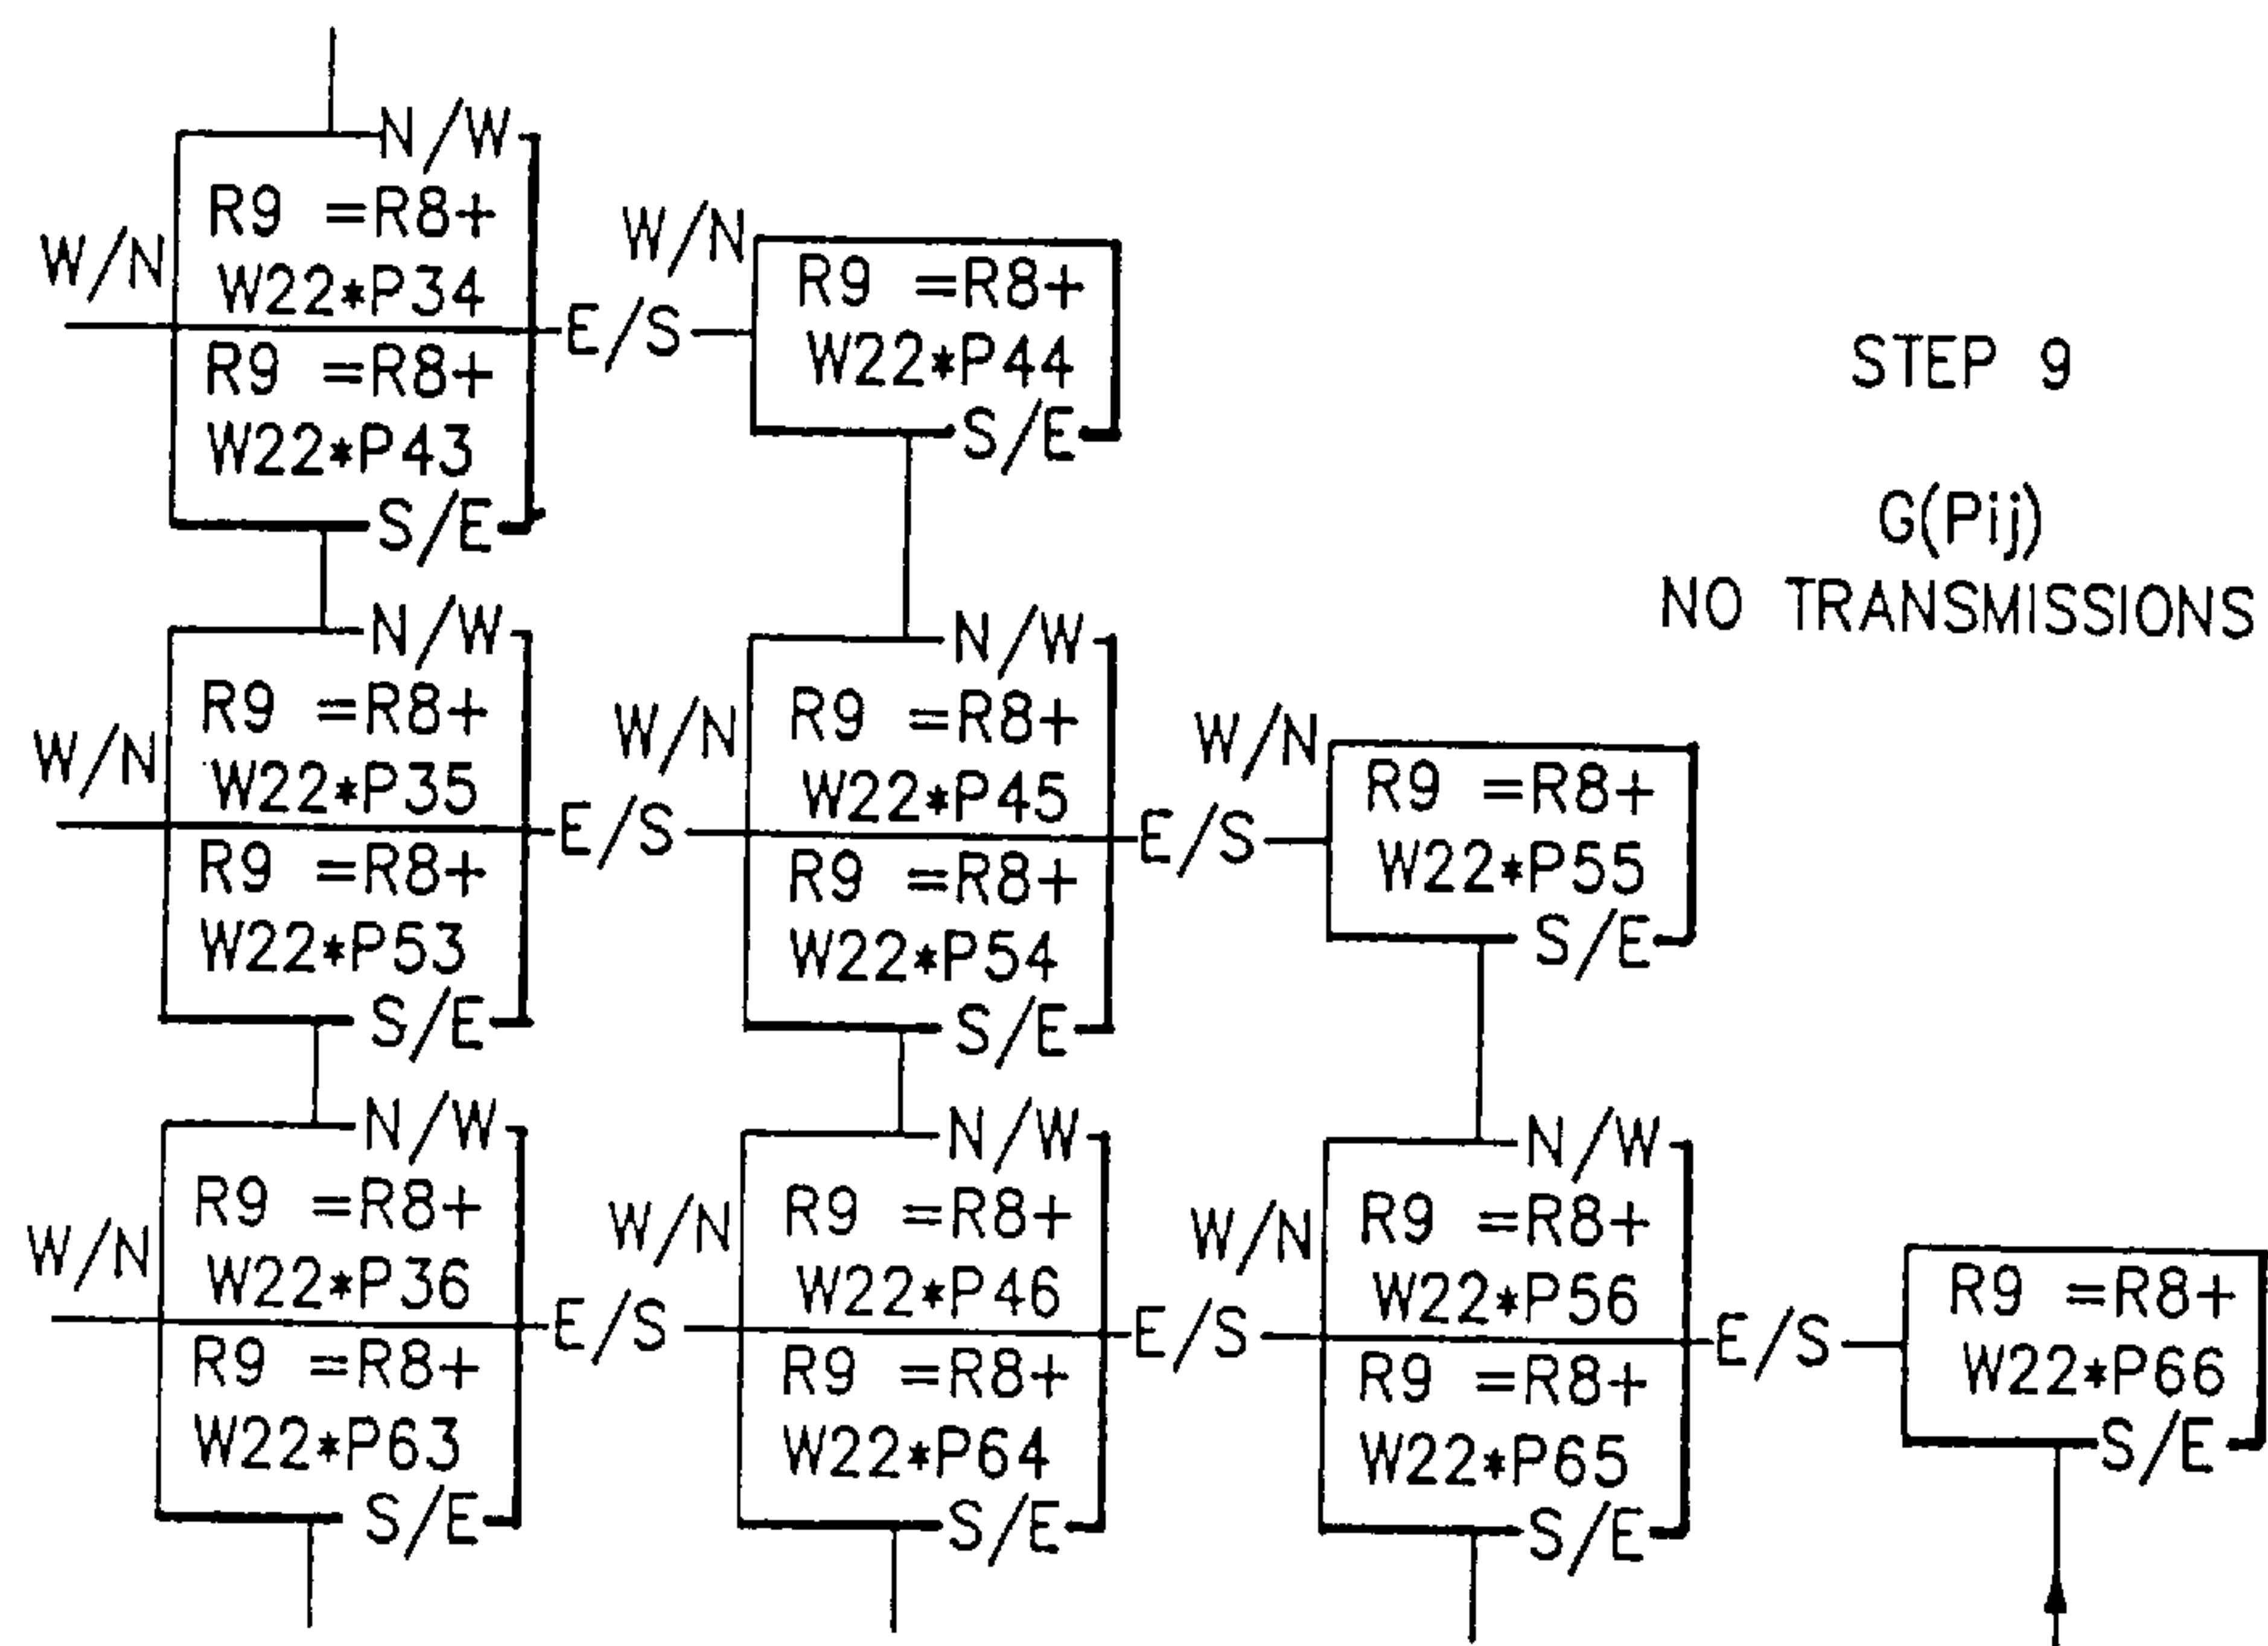 N/W
R9 =R8+
W/N
W22*P34
E/S
R9 =R8+
W22*P43
S/E
W/N
R9 =R8+
W22*P44
S/E
STEP 9
G(Pij)
NO TRANSMISSIONS
N/W
R9 =R8+
W/N
W22*P35
E/S
R9 =R8+
W22*P53
S/E
N/W
W/N
R9 =R8+
W22*P45
E/S
R9 =R8+
W22*P54
S/E
W/N
R9 =R8+
W22*P55
S/E
N/W
R9 =R8+
W/N
W22*P36
E/S
R9 =R8+
W22*P63
S/E
N/W
W/N
R9 =R8+
W22*P46
E/S
R9 =R8+
W22*P64
S/E
N/W
W/N
R9 =R8+
W22*P56
E/S
R9 =R8+
W22*P65
S/E
R9 =R8+
W22*P66
S/E